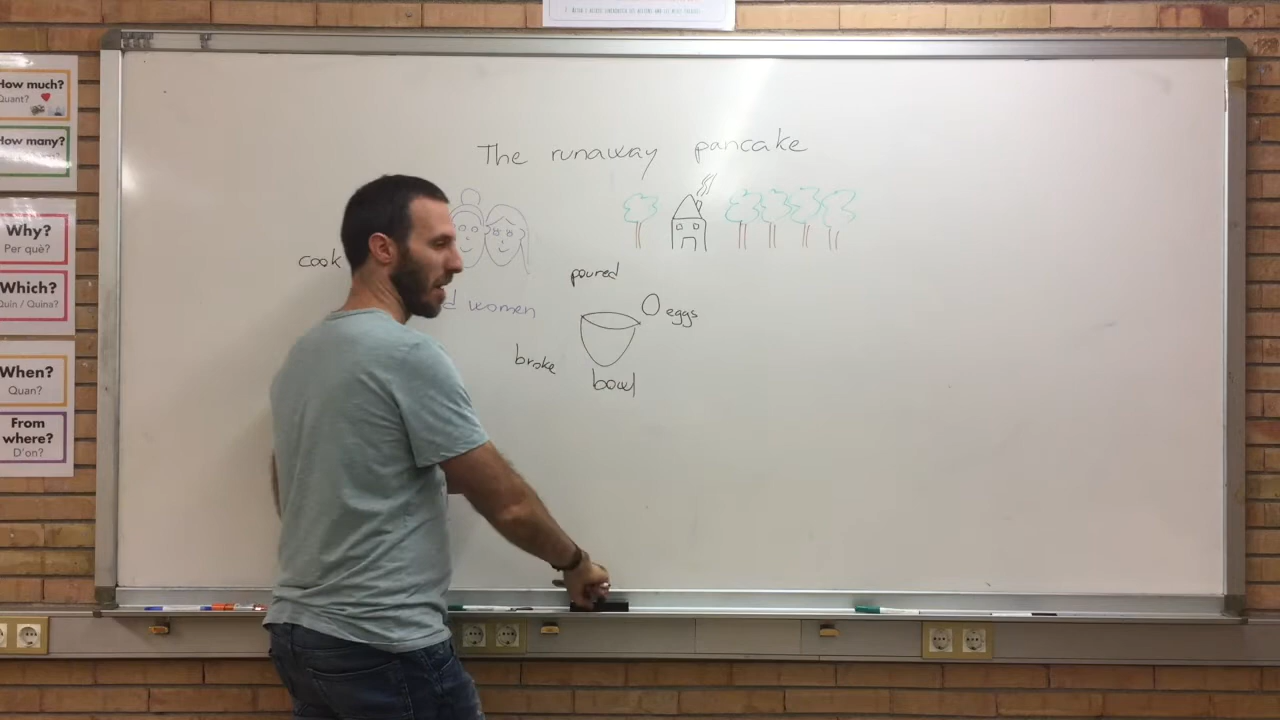 How much?
Quant?
How many?
Why?
Per què?
Which?
Quin / Quina?
When?
Quan?
From
where?
D'on?
The runaway pancake
cook
women
poured
eggs
broke
bowl